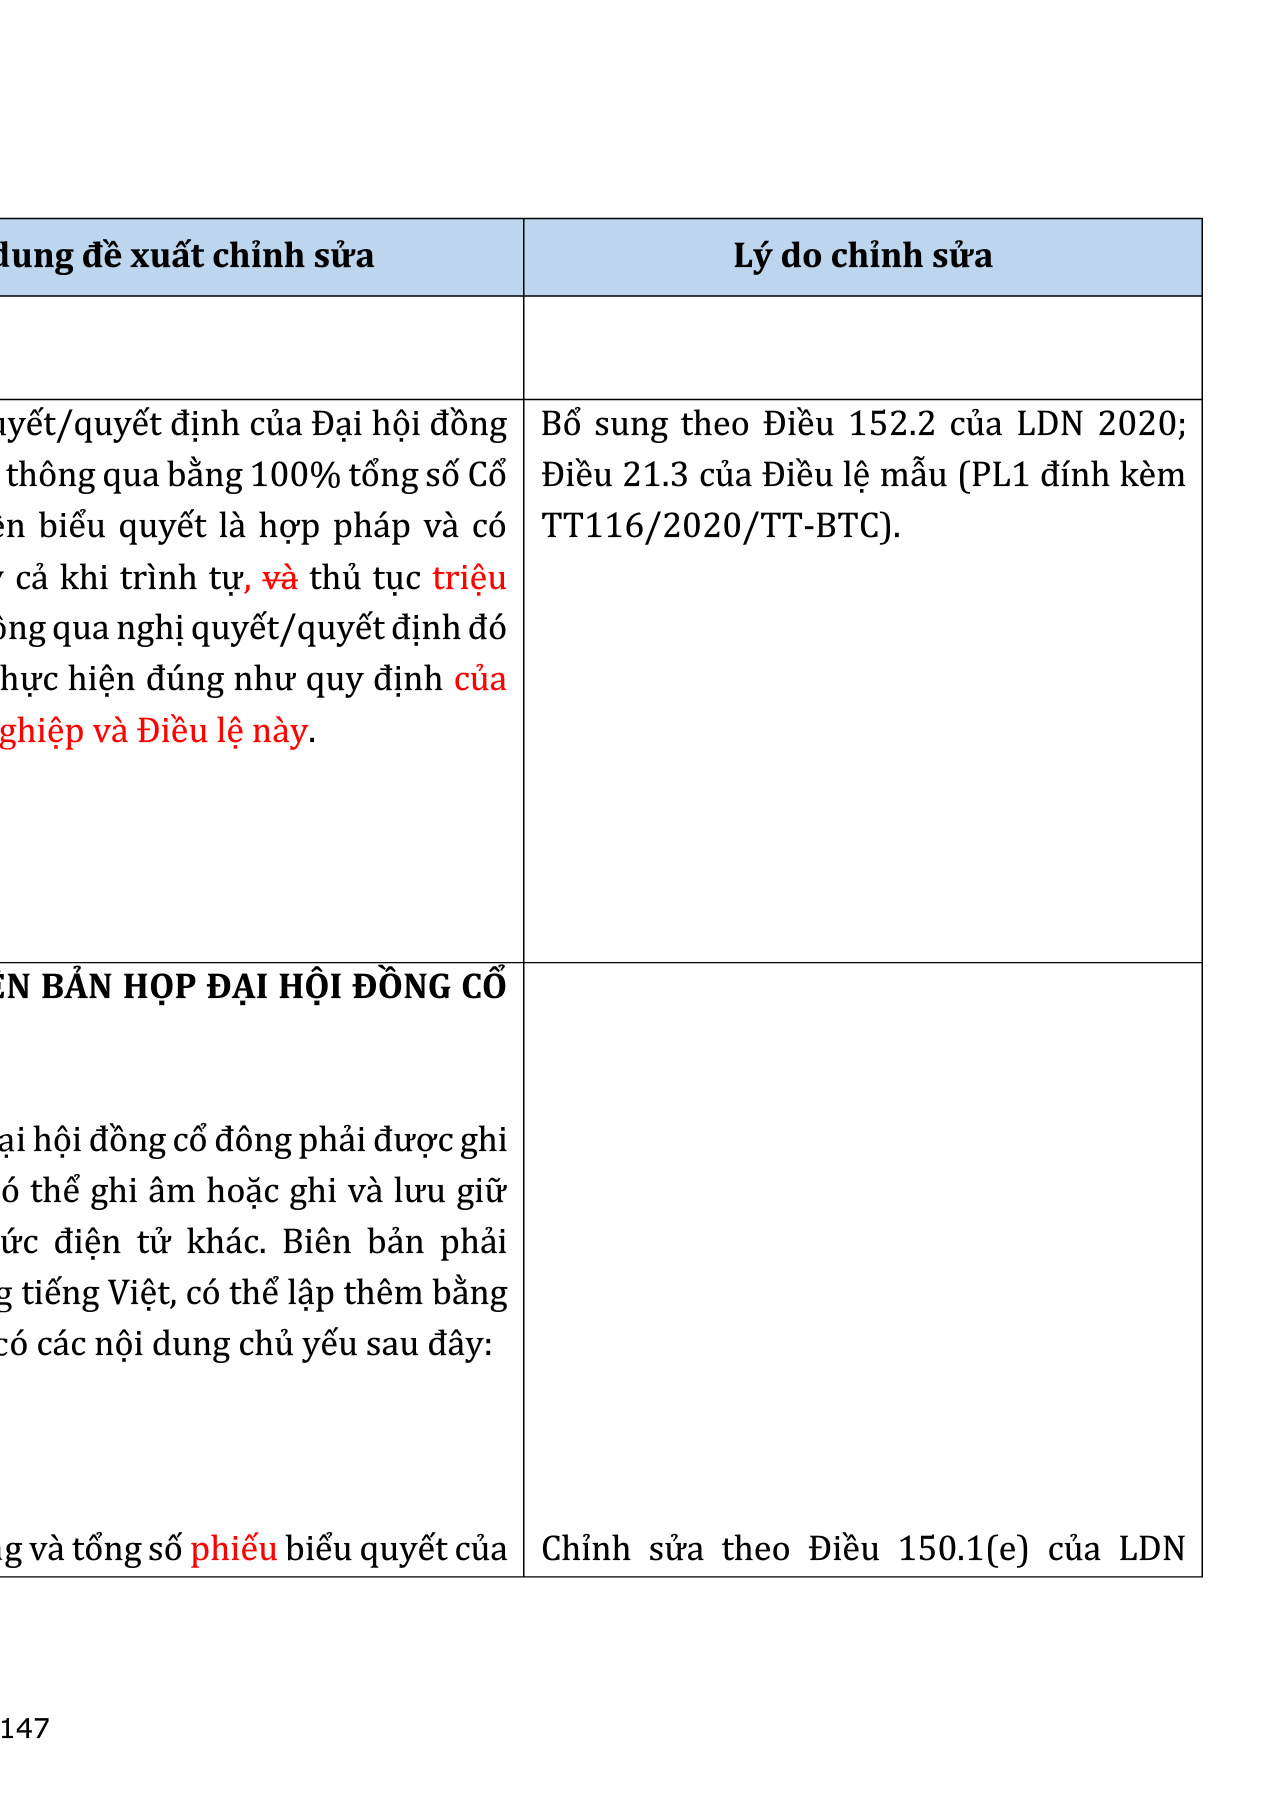 dung đề xuất chỉnh sửa
Lý do chỉnh sửa
uyết/quyết định của Đại hội đồng
thông qua bằng 100% tổng số Cổ
ên biểu quyết là hợp pháp và có
cả khi trình tự, và thủ tục triệu
ông qua nghị quyết/quyết định đó
hực hiện đúng như quy định của
ghiệp và Điều lệ này.
Bổ sung theo Điều 152.2 của LDN 2020;
Điều 21.3 của Điều lệ mẫu (PL1 đính kèm
TT116/2020/TT-BTC).
ÊN BẢN HỌP ĐẠI HỘI ĐỒNG CỔ
ại hội đồng cổ đông phải được ghi
ó thể ghi âm hoặc ghi và lưu giữ
ức điện tử khác. Biên bản phải
g tiếng Việt, có thể lập thêm bằng
có các nội dung chủ yếu sau đây:
ng và tổng số phiếu biểu quyết của
Chỉnh sửa theo Điều 150.1(e) của LDN
147